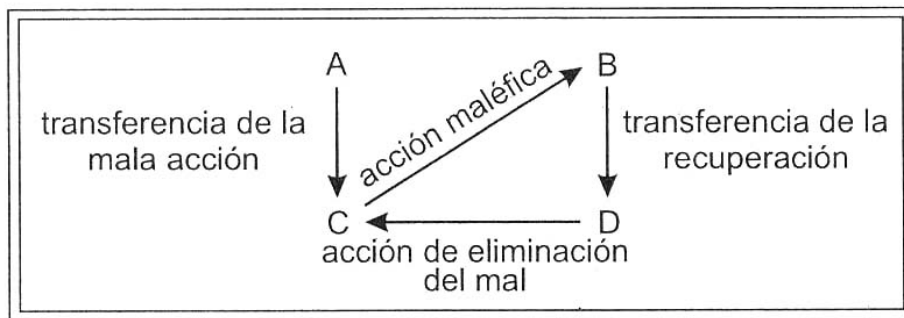 A
B
transferencia de la
mala acción
acción maléfica
transferencia de la
recuperación
C
D
acción de eliminación
del mal